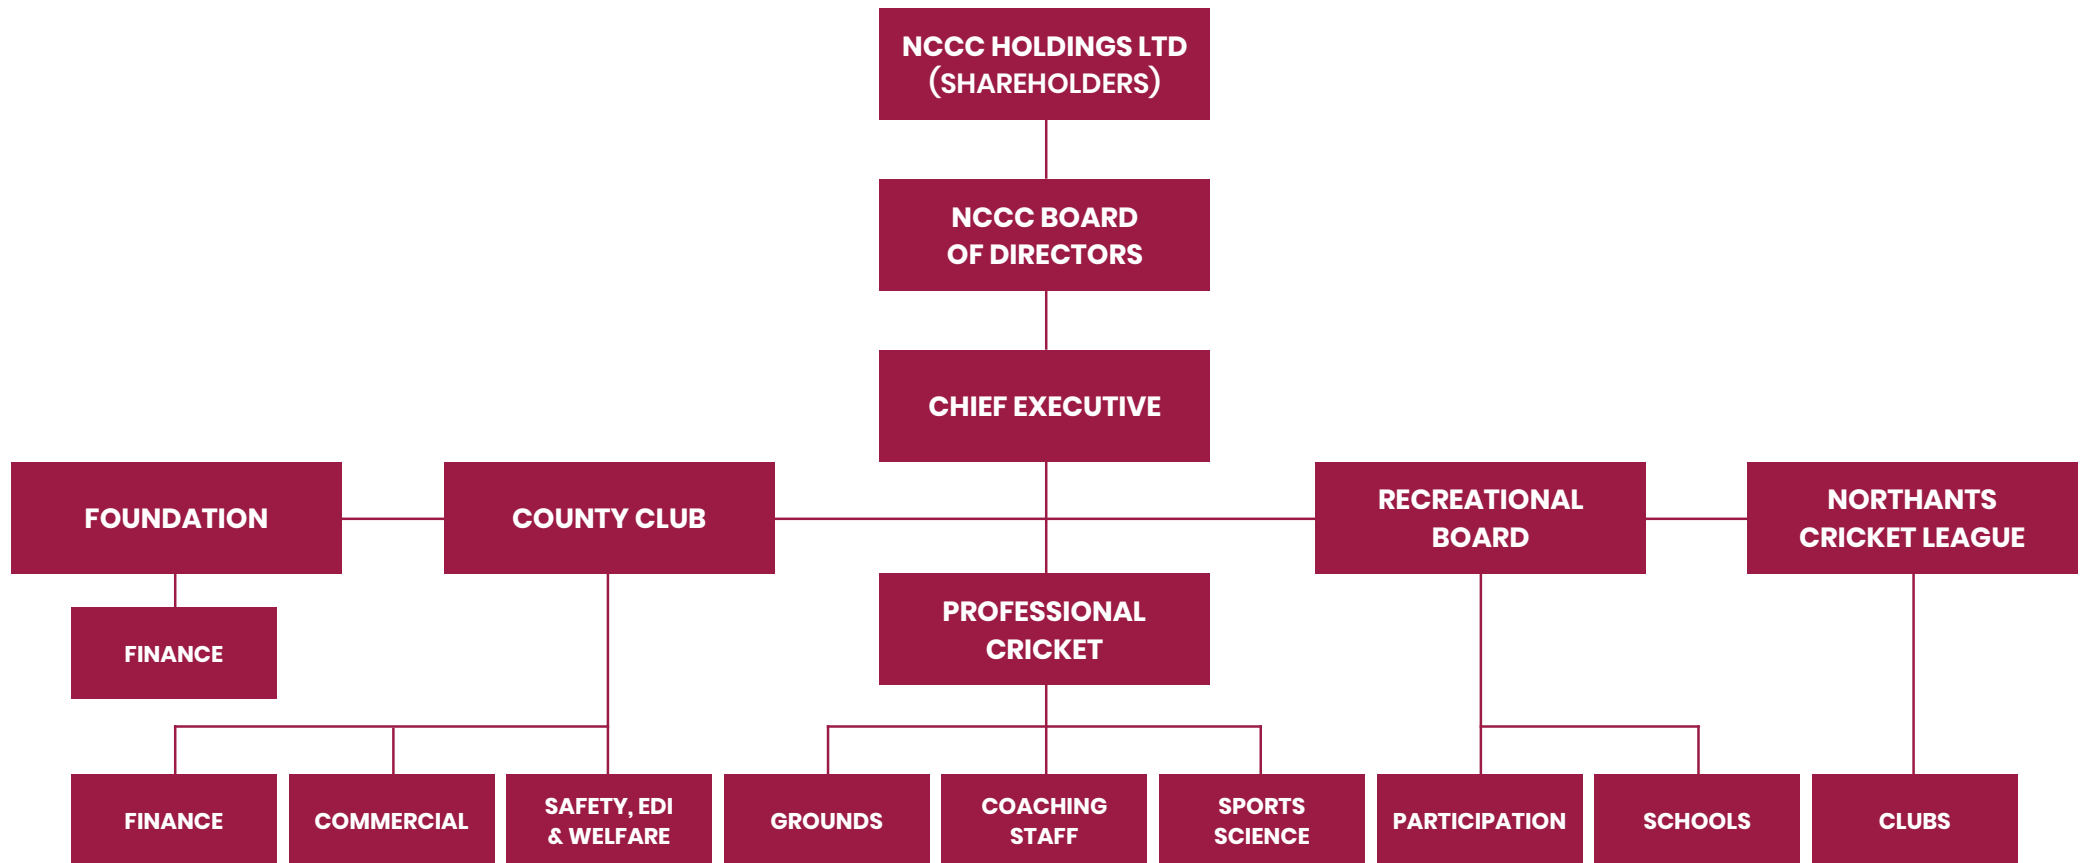 NCCC HOLDINGS LTD
(SHAREHOLDERS)
NCCC BOARD
OF DIRECTORS
CHIEF EXECUTIVE
FOUNDATION
COUNTY CLUB
RECREATIONAL
BOARD
NORTHANTS
CRICKET LEAGUE
PROFESSIONAL
CRICKET
FINANCE
FINANCE
COMMERCIAL
SAFETY, EDI
& WELFARE
GROUNDS
COACHING
STAFF
SPORTS
SCIENCE
PARTICIPATION
SCHOOLS
CLUBS